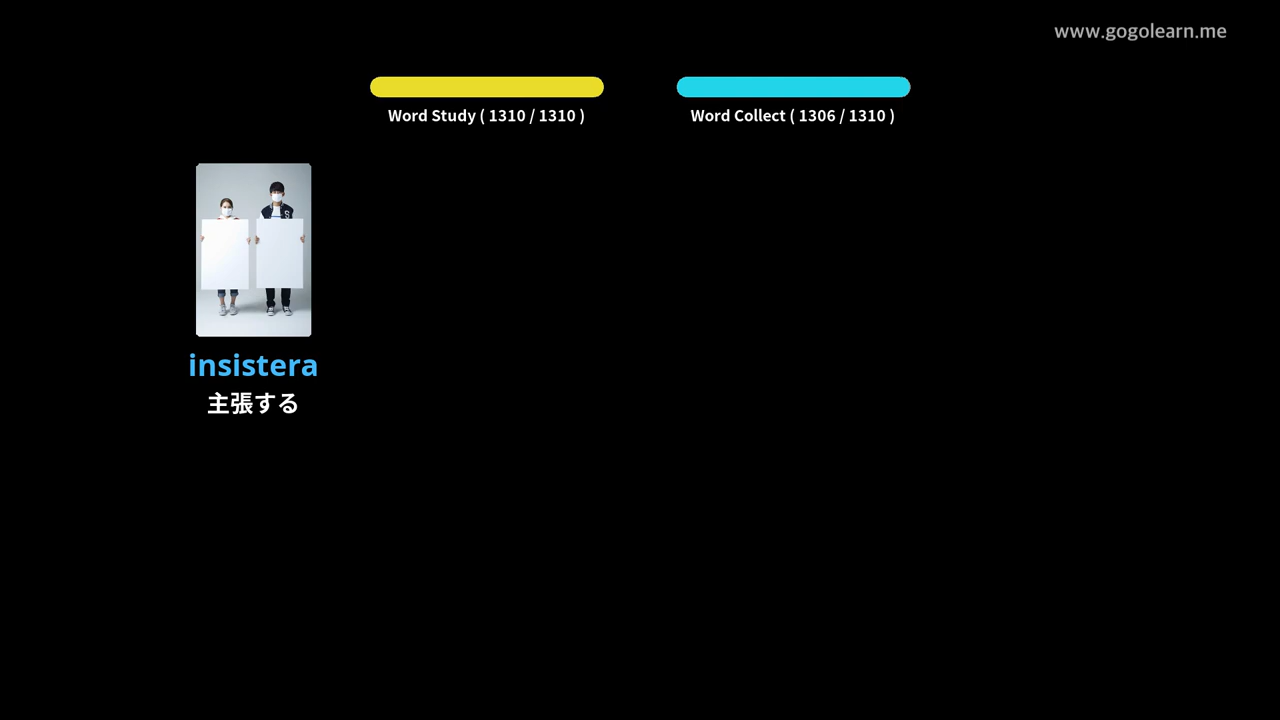 www.gogolearn.me
Word Study ( 1310 / 1310 )
Word Collect ( 1306 / 1310 )
insistera
主張する